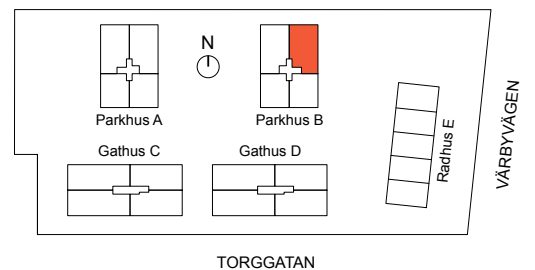 N
Parkhus A
Parkhus B
Gathus C
Gathus D
Radhus E
VÄRBYVÄGEN
TORGGATAN